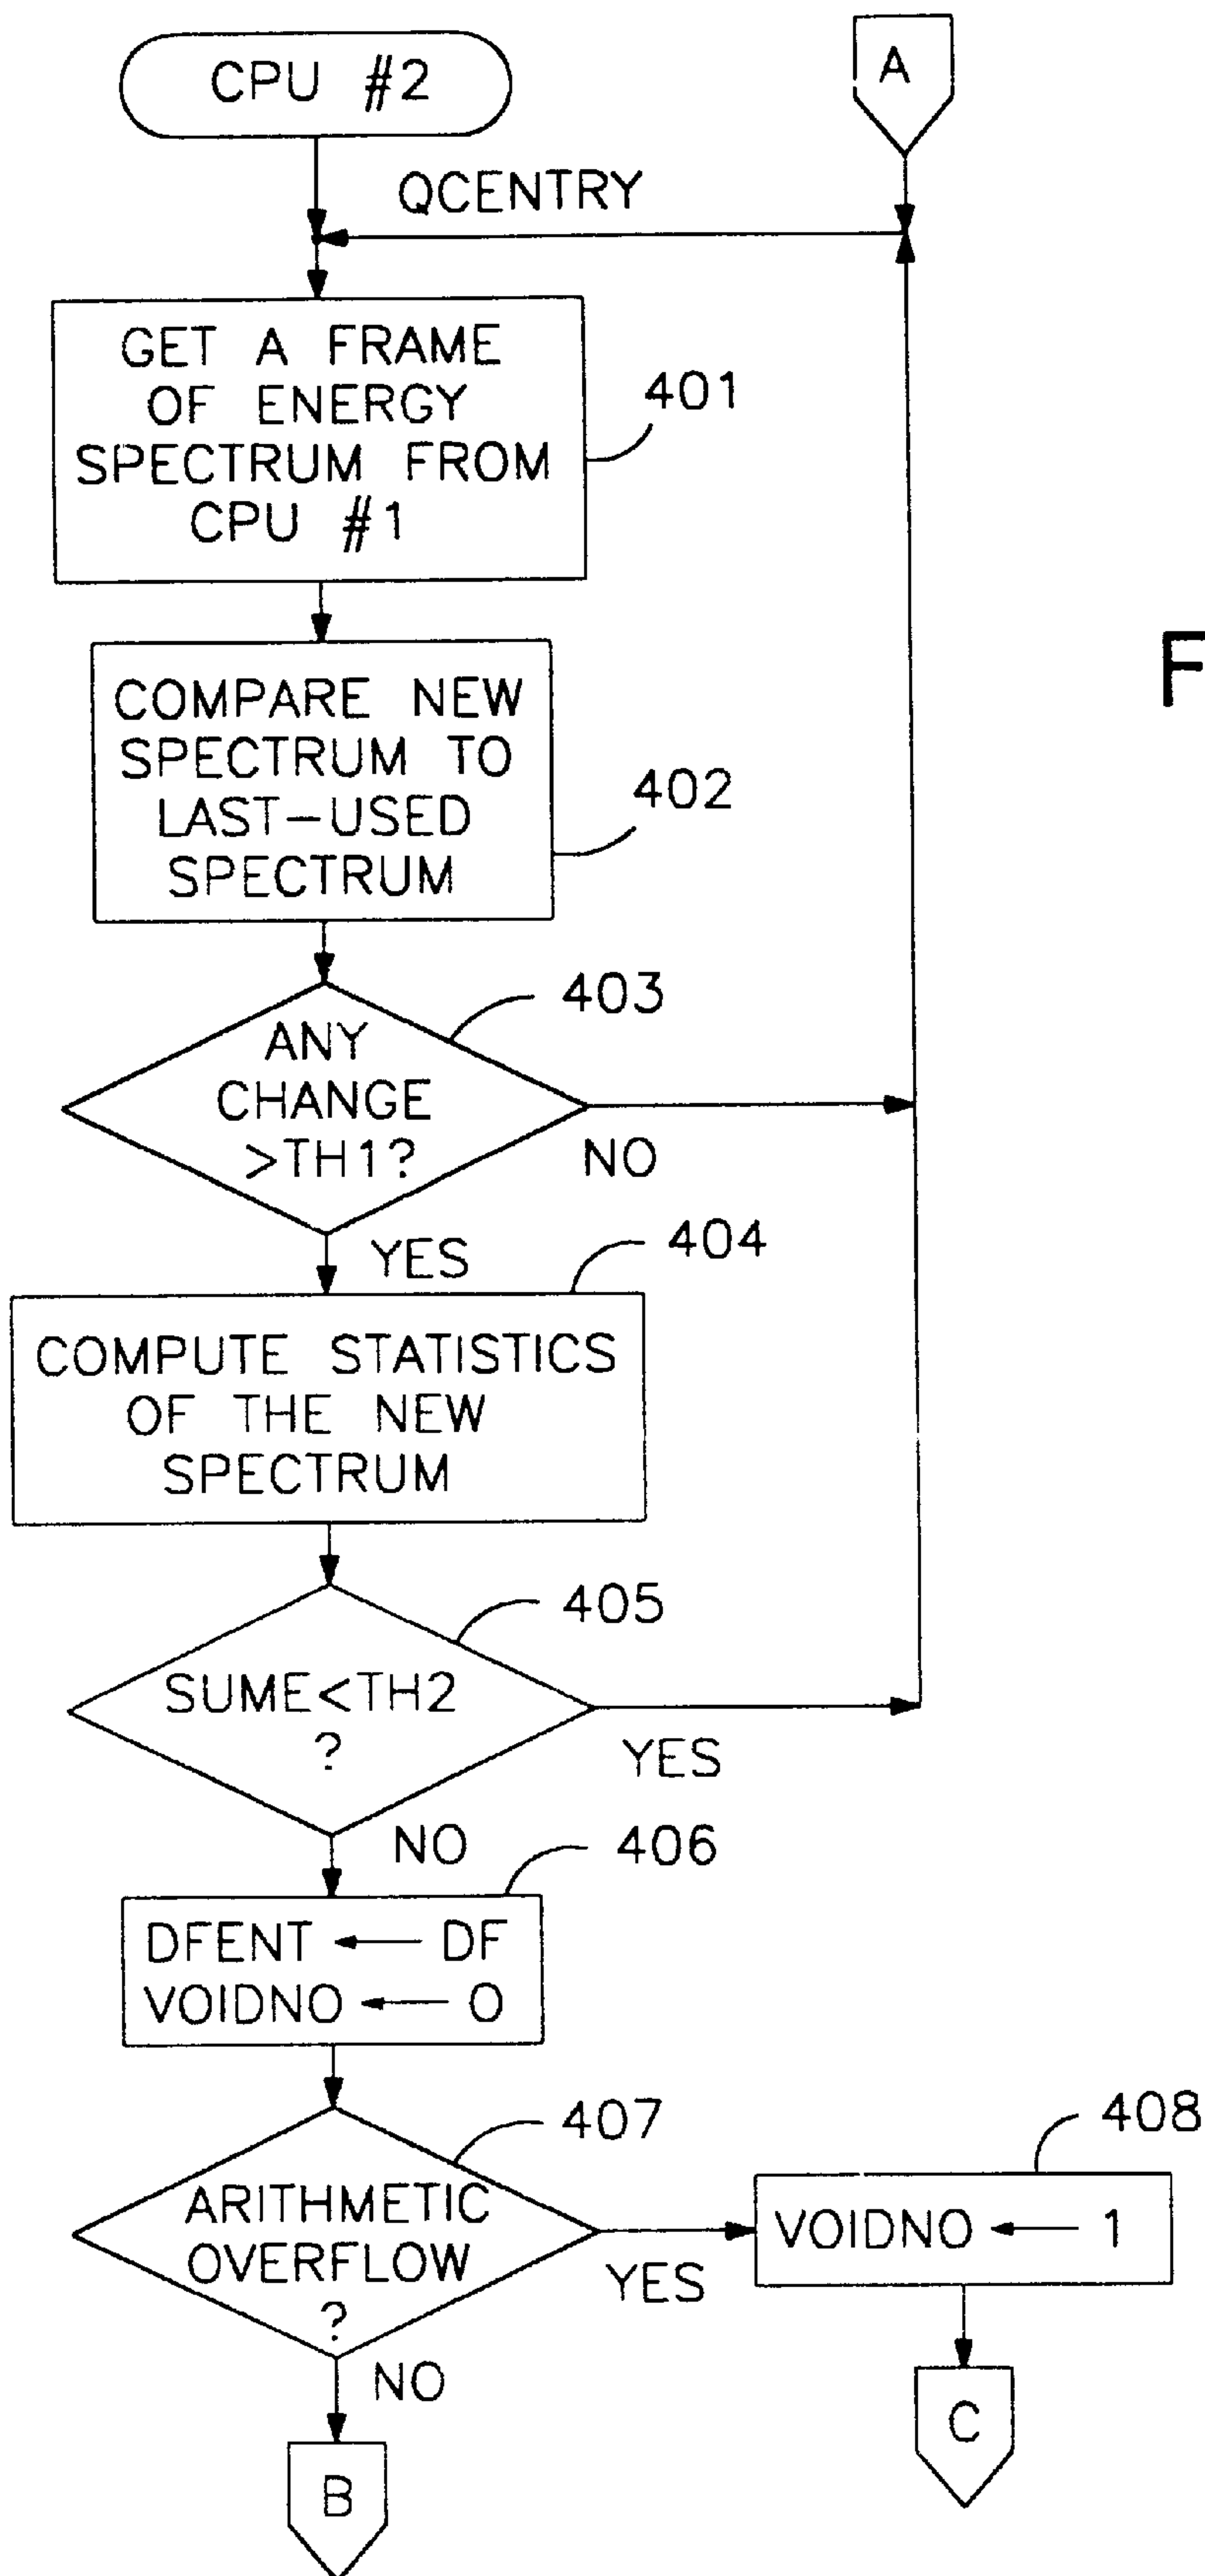 CPU #2
A
QCENTRY
GET A FRAME
OF ENERGY
SPECTRUM FROM
CPU #1
401
COMPARE NEW
SPECTRUM TO
LAST-USED
SPECTRUM
402
F
403
ANY
CHANGE
>TH1?
NO
YES
404
COMPUTE STATISTICS
OF THE NEW
SPECTRUM
405
SUME<TH2
?
YES
NO
406
DFENT ← DF
VOIDNO ← 0
407
ARITHMETIC
OVERFLOW
?
YES
408
VOIDNO ← 1
NO
C
B